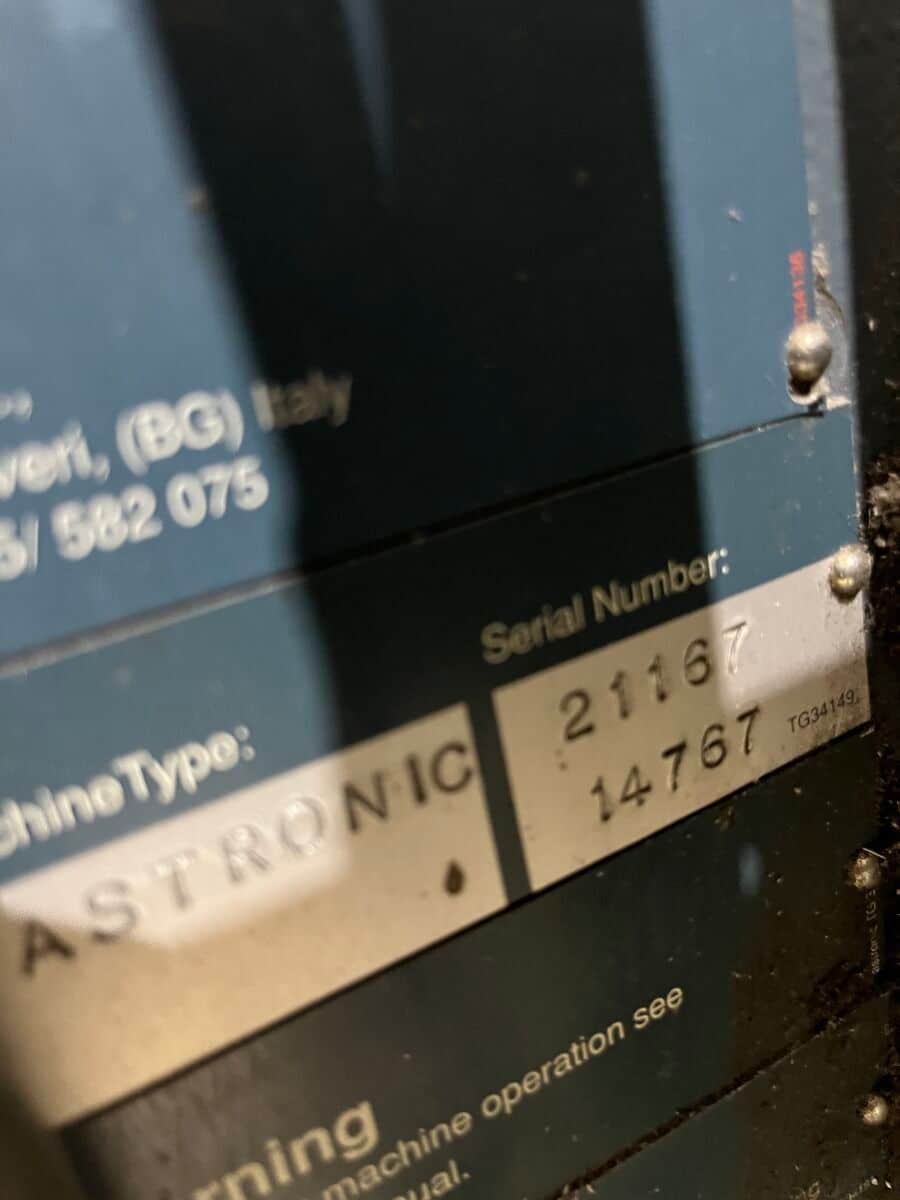 veri, (BG) Italy
5/ 582 075
Serial Number:
21167
14767
TG34149
chine Type:
ASTRONIC
rning
machine operation see
ual.